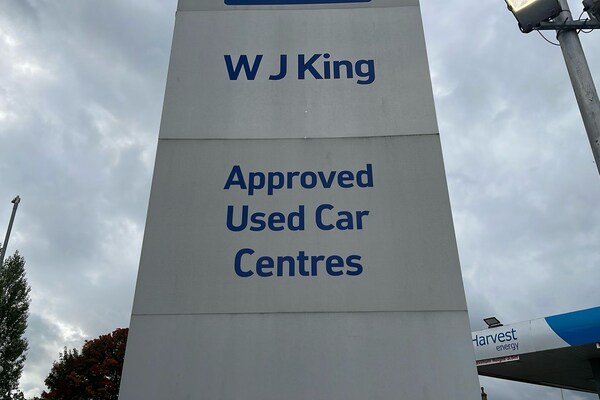 W J King
Approved
Used Car
Centres
Harvest
energy